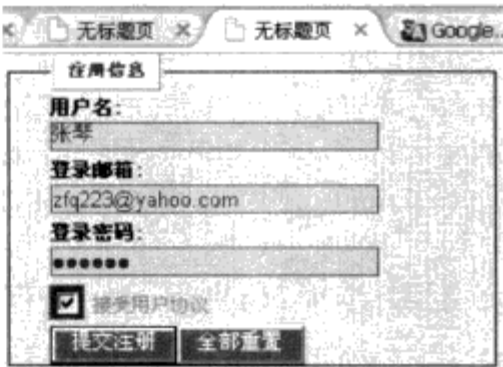 无标题页 × 无标题页 × Google...
注册信息
用户名:
张琴
登录邮箱:
zfq223@yahoo.com
登录密码:
●●●●●●
接受用户协议
提交注册 全部重置